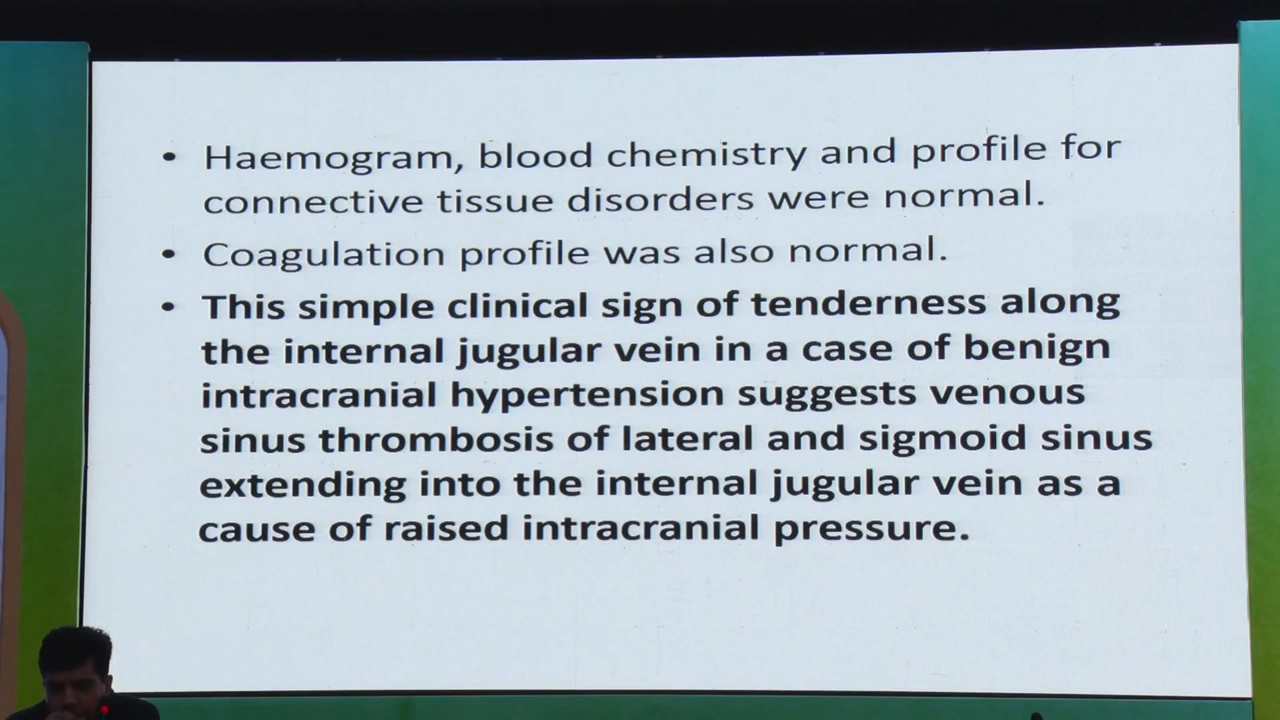 • Haemogram, blood chemistry and profile for
connective tissue disorders were normal.
• Coagulation profile was also normal.
• This simple clinical sign of tenderness along
the internal jugular vein in a case of benign
intracranial hypertension suggests venous
sinus thrombosis of lateral and sigmoid sinus
extending into the internal jugular vein as a
cause of raised intracranial pressure.